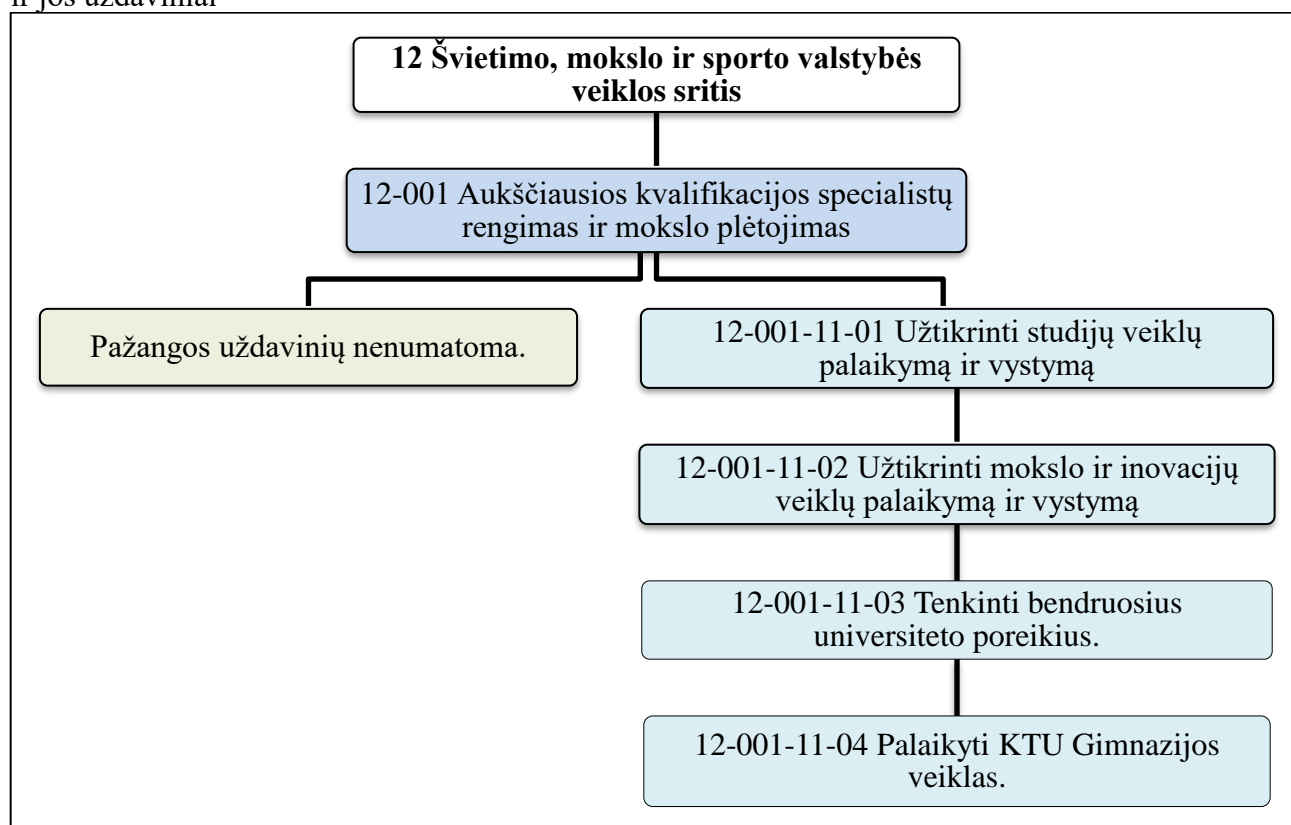 ir jos uždaviniai
12 Švietimo, mokslo ir sporto valstybės
veiklos sritis
12-001 Aukščiausios kvalifikacijos specialistų
rengimas ir mokslo plėtojimas
Pažangos uždavinių nenumatoma.
12-001-11-01 Užtikrinti studijų veiklų
palaikymą ir vystymą
12-001-11-02 Užtikrinti mokslo ir inovacijų
veiklų palaikymą ir vystymą
12-001-11-03 Tenkinti bendruosius
universiteto poreikius.
12-001-11-04 Palaikyti KTU Gimnazijos
veiklas.